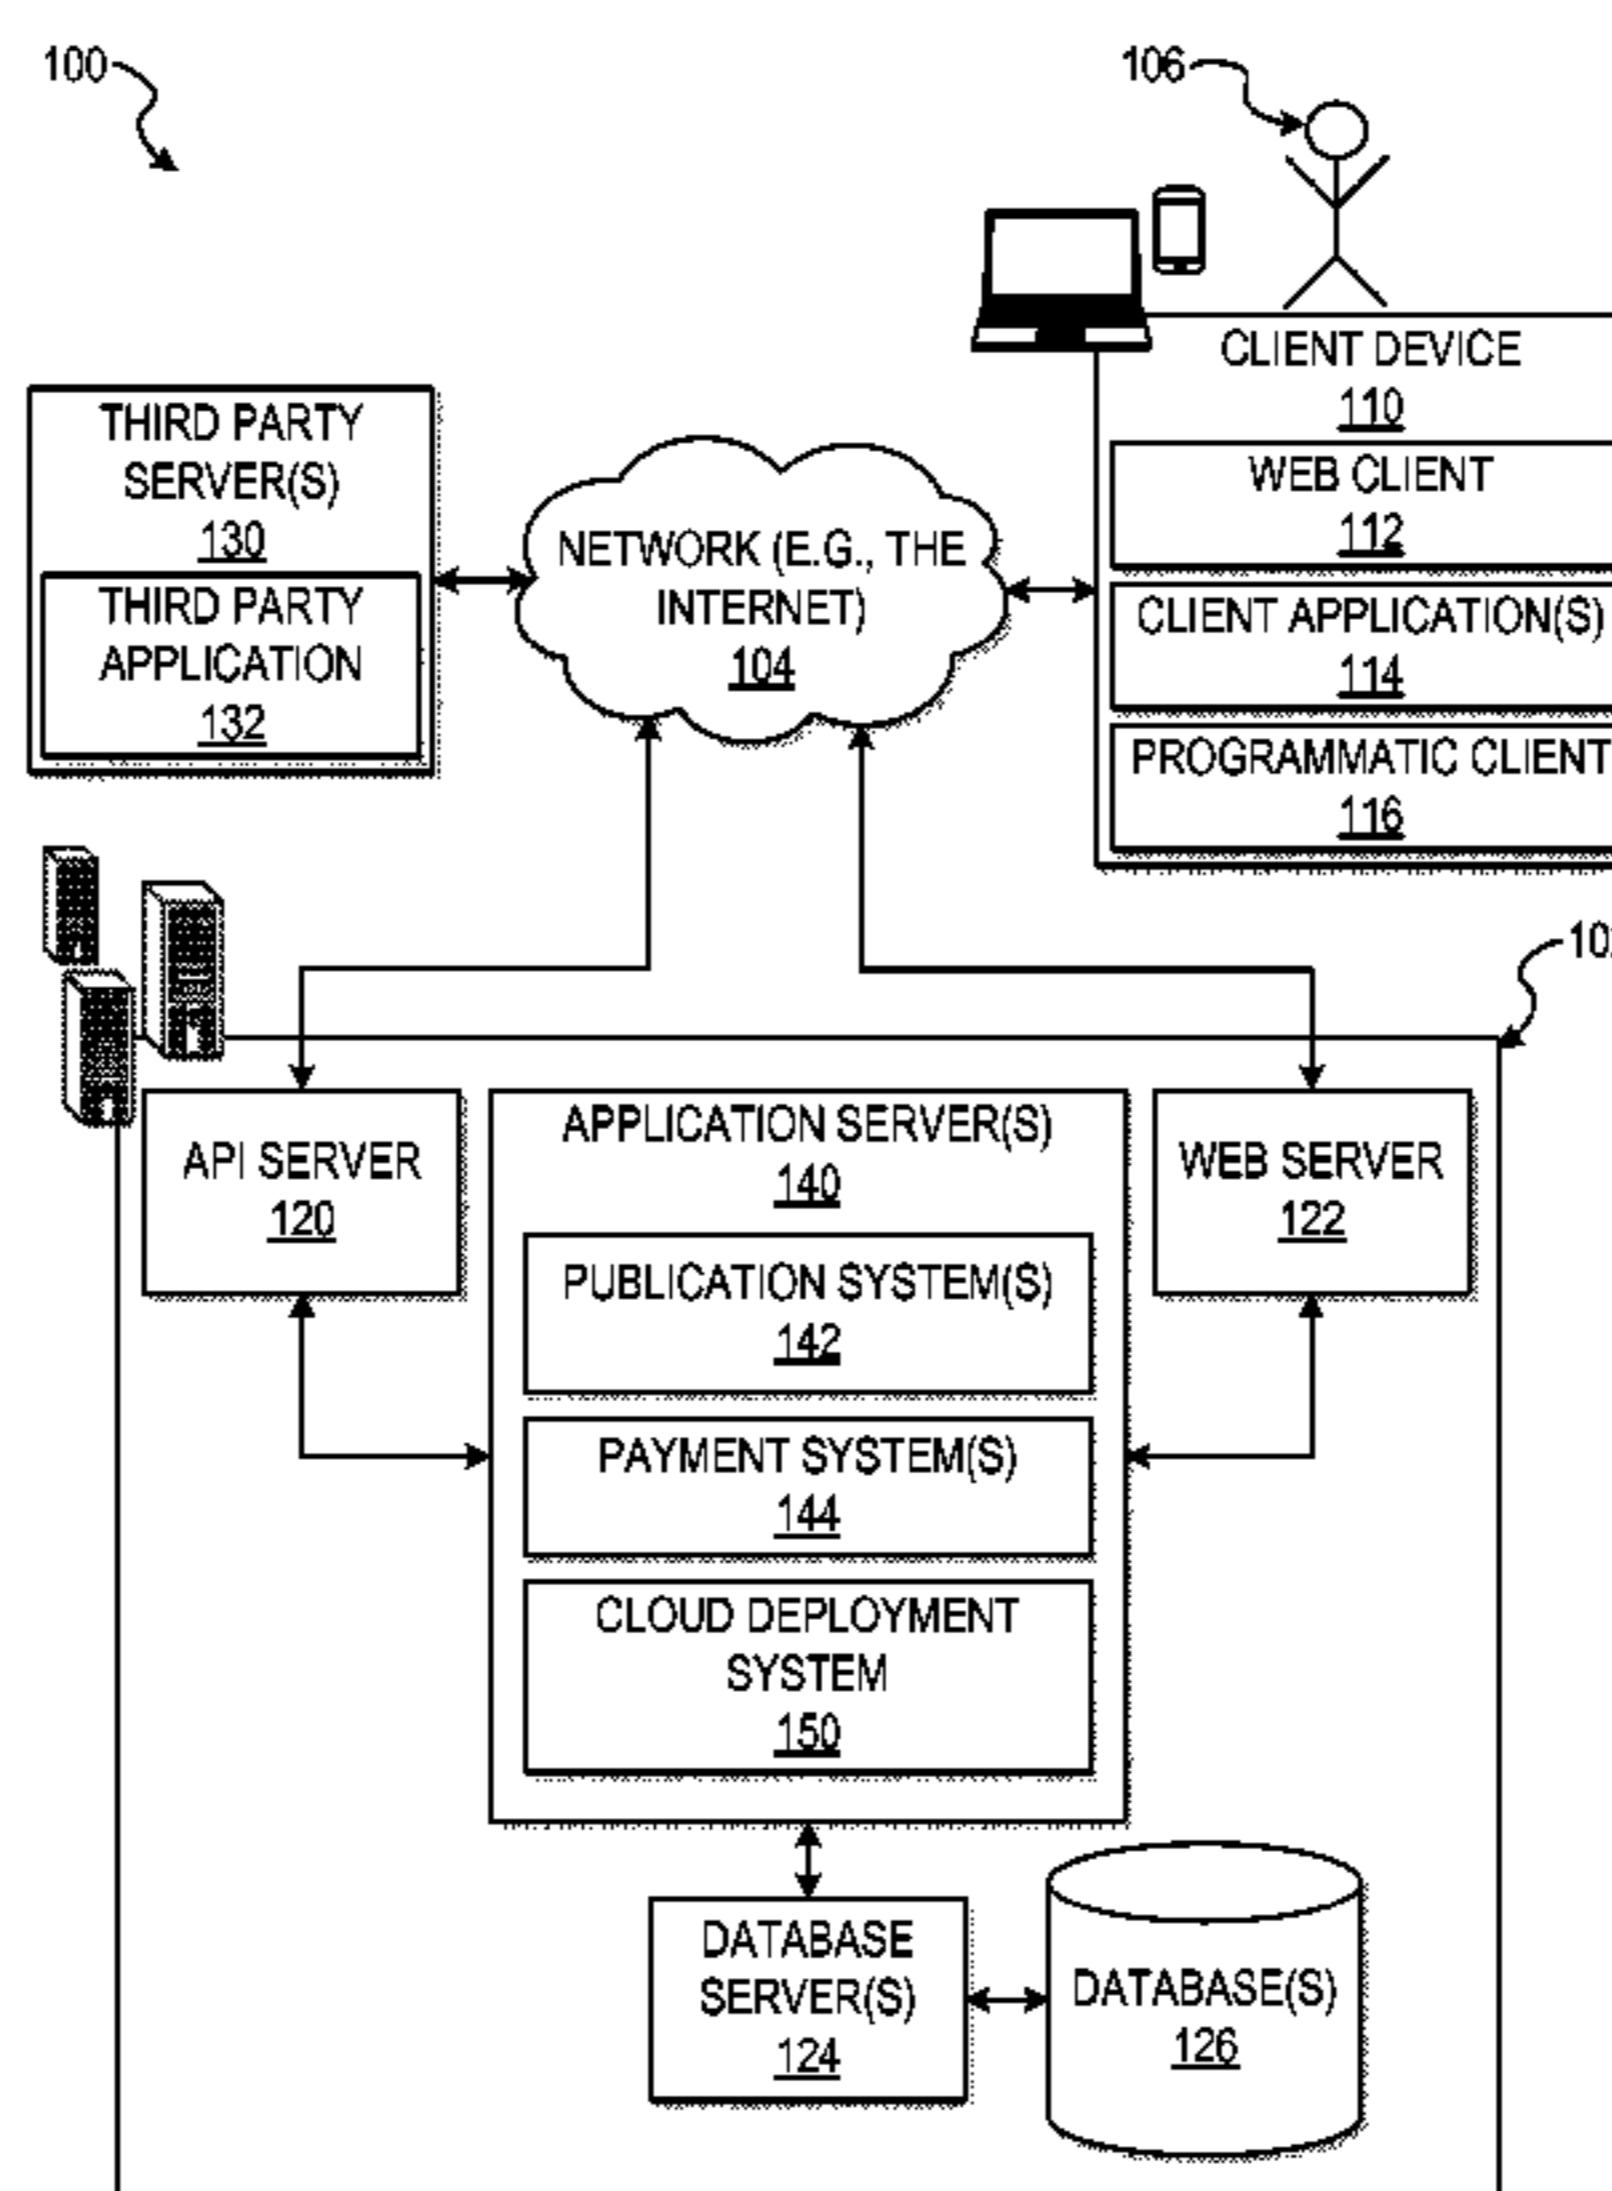 100
106
CLIENT DEVICE
110
WEB CLIENT
112
CLIENT APPLICATION(S)
114
PROGRAMMATIC CLIENT
116
THIRD PARTY
SERVER(S)
130
THIRD PARTY
APPLICATION
132
NETWORK (E.G., THE
INTERNET)
104
API SERVER
120
APPLICATION SERVER(S)
140
PUBLICATION SYSTEM(S)
142
PAYMENT SYSTEM(S)
144
CLOUD DEPLOYMENT
SYSTEM
150
WEB SERVER
122
DATABASE
SERVER(S)
124
DATABASE(S)
126